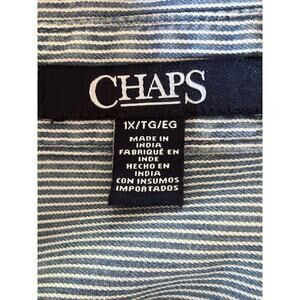 CHAPS
1X/TG/EG
MADE IN
INDIA
FABRIQUÉ EN
INDE
HECHO EN
INDIA
CON INSUMOS
IMPORTADOS